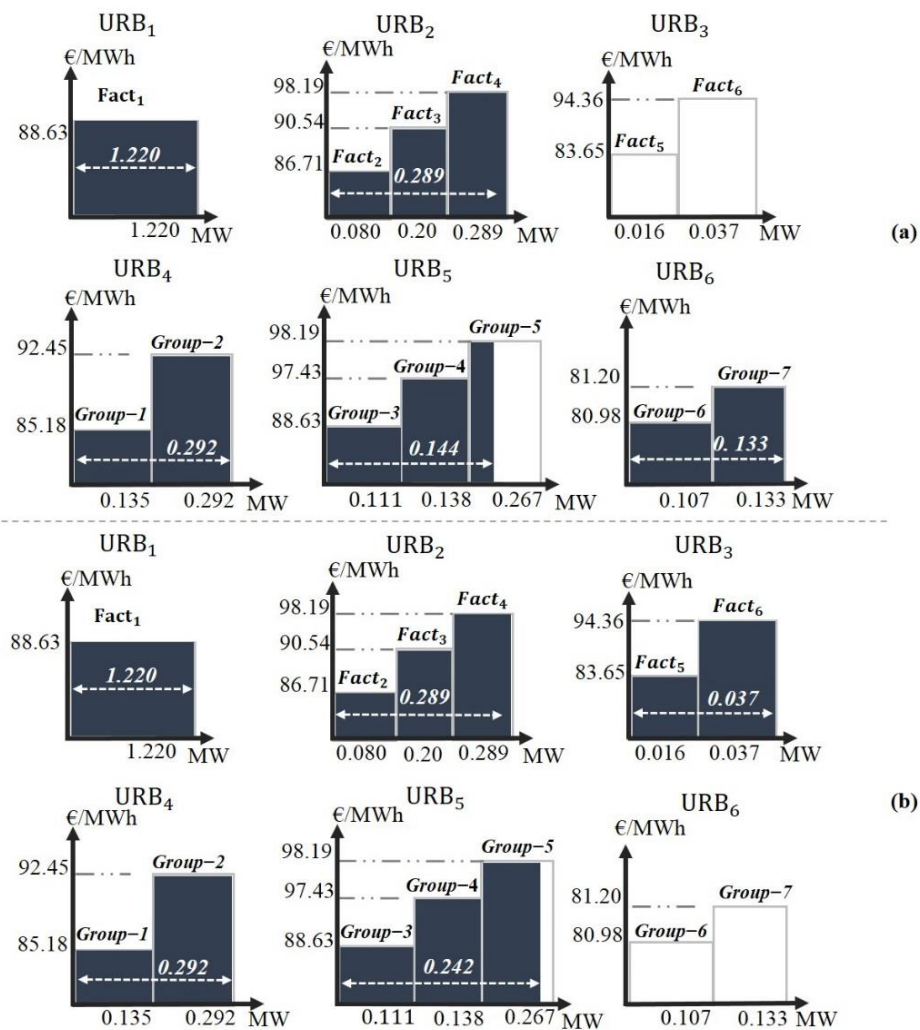 URB₁ URB₂ URB₃
€/MWh €/MWh €/MWh
Fact₁
88.63
1.220
1.220 MW
98.19 Fact₄
90.54 Fact₃
86.71 Fact₂
0.289
0.080 0.20 0.289 MW
94.36 Fact₆
83.65 Fact₅
0.016 0.037 MW
(a)
URB₄ URB₅ URB₆
€/MWh €/MWh €/MWh
92.45 Group−2
85.18 Group−1
0.292
0.135 0.292 MW
98.19 Group−5
97.43 Group−4
88.63 Group−3
0.144
0.111 0.138 0.267 MW
81.20 Group−7
80.98 Group−6
0.133
0.107 0.133 MW
URB₁ URB₂ URB₃
€/MWh €/MWh €/MWh
Fact₁
88.63
1.220
1.220 MW
98.19 Fact₄
90.54 Fact₃
86.71 Fact₂
0.289
0.080 0.20 0.289 MW
94.36 Fact₆
83.65 Fact₅
0.037
0.016 0.037 MW
(b)
URB₄ URB₅ URB₆
€/MWh €/MWh €/MWh
92.45 Group−2
85.18 Group−1
0.292
0.135 0.292 MW
98.19 Group−5
97.43 Group−4
88.63 Group−3
0.242
0.111 0.138 0.267 MW
81.20 Group−7
80.98 Group−6
0.107 0.133 MW